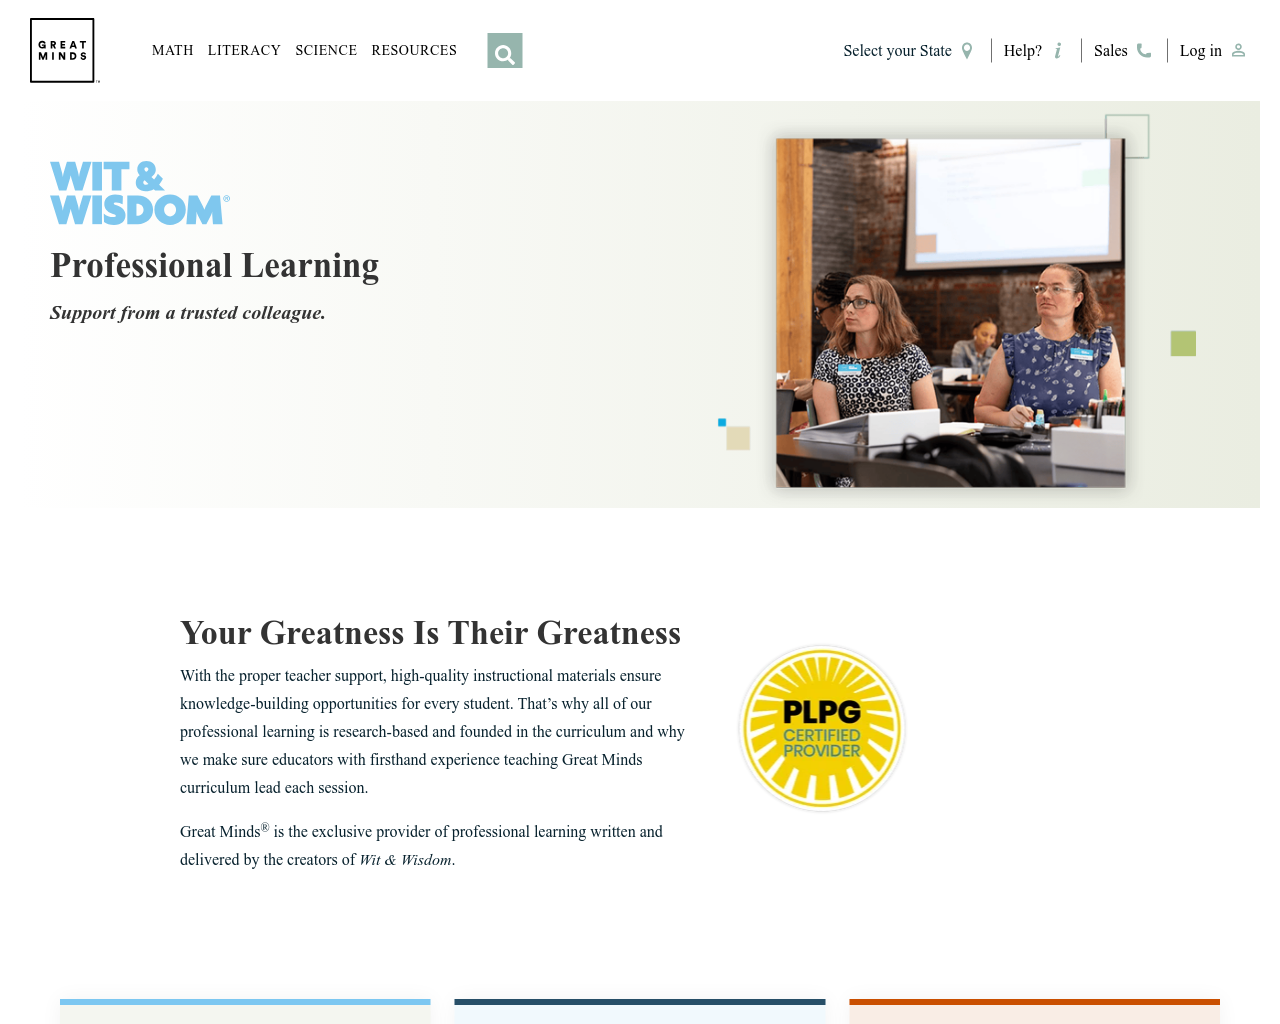 GREAT
MINDS
™
MATH LITERACY SCIENCE RESOURCES
Select your State
Help?
Sales
Log in
WIT &
WISDOM®
Professional Learning
Support from a trusted colleague.
Your Greatness Is Their Greatness
With the proper teacher support, high-quality instructional materials ensure
knowledge-building opportunities for every student. That’s why all of our
professional learning is research-based and founded in the curriculum and why
we make sure educators with firsthand experience teaching Great Minds
curriculum lead each session.
Great Minds® is the exclusive provider of professional learning written and
delivered by the creators of Wit & Wisdom.
PLPG
CERTIFIED
PROVIDER